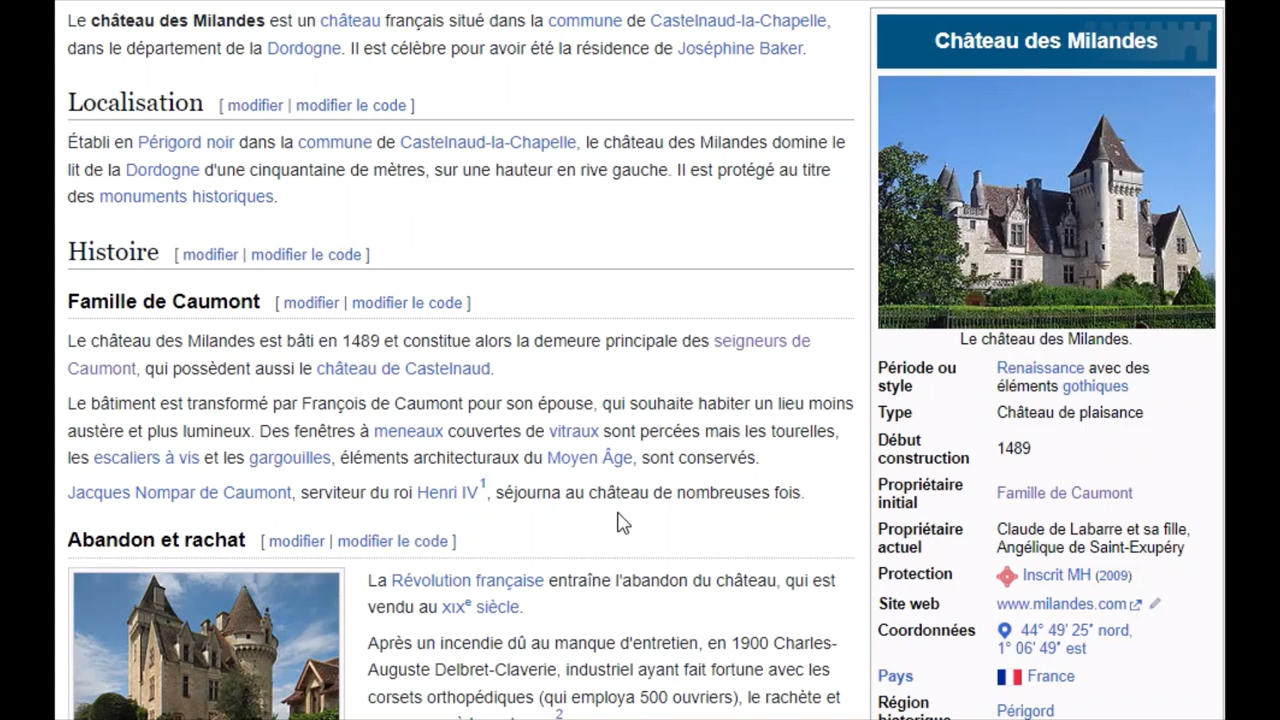 Le château des Milandes est un château français situé dans la commune de Castelnaud-la-Chapelle,
dans le département de la Dordogne. Il est célèbre pour avoir été la résidence de Joséphine Baker.
Localisation [ modifier | modifier le code ]
Établi en Périgord noir dans la commune de Castelnaud-la-Chapelle, le château des Milandes domine le
lit de la Dordogne d'une cinquantaine de mètres, sur une hauteur en rive gauche. Il est protégé au titre
des monuments historiques.
Histoire [ modifier | modifier le code ]
Famille de Caumont [ modifier | modifier le code ]
Le château des Milandes est bâti en 1489 et constitue alors la demeure principale des seigneurs de
Caumont, qui possèdent aussi le château de Castelnaud.
Le bâtiment est transformé par François de Caumont pour son épouse, qui souhaite habiter un lieu moins
austère et plus lumineux. Des fenêtres à meneaux couvertes de vitraux sont percées mais les tourelles,
les escaliers à vis et les gargouilles, éléments architecturaux du Moyen Âge, sont conservés.
Jacques Nompar de Caumont, serviteur du roi Henri IV1, séjourna au château de nombreuses fois.
Abandon et rachat [ modifier | modifier le code ]
La Révolution française entraîne l'abandon du château, qui est
vendu au XIXe siècle.
Après un incendie dû au manque d'entretien, en 1900 Charles-
Auguste Delbret-Claverie, industriel ayant fait fortune avec les
corsets orthopédiques (qui employa 500 ouvriers), le rachète et
2
Château des Milandes
Le château des Milandes.
Période ou style Renaissance avec des éléments gothiques
Type Château de plaisance
Début construction 1489
Propriétaire initial Famille de Caumont
Propriétaire actuel Claude de Labarre et sa fille, Angélique de Saint-Exupéry
Protection Inscrit MH (2009)
Site web www.milandes.com
Coordonnées 44° 49′ 25″ nord, 1° 06′ 49″ est
Pays France
Région historique Périgord